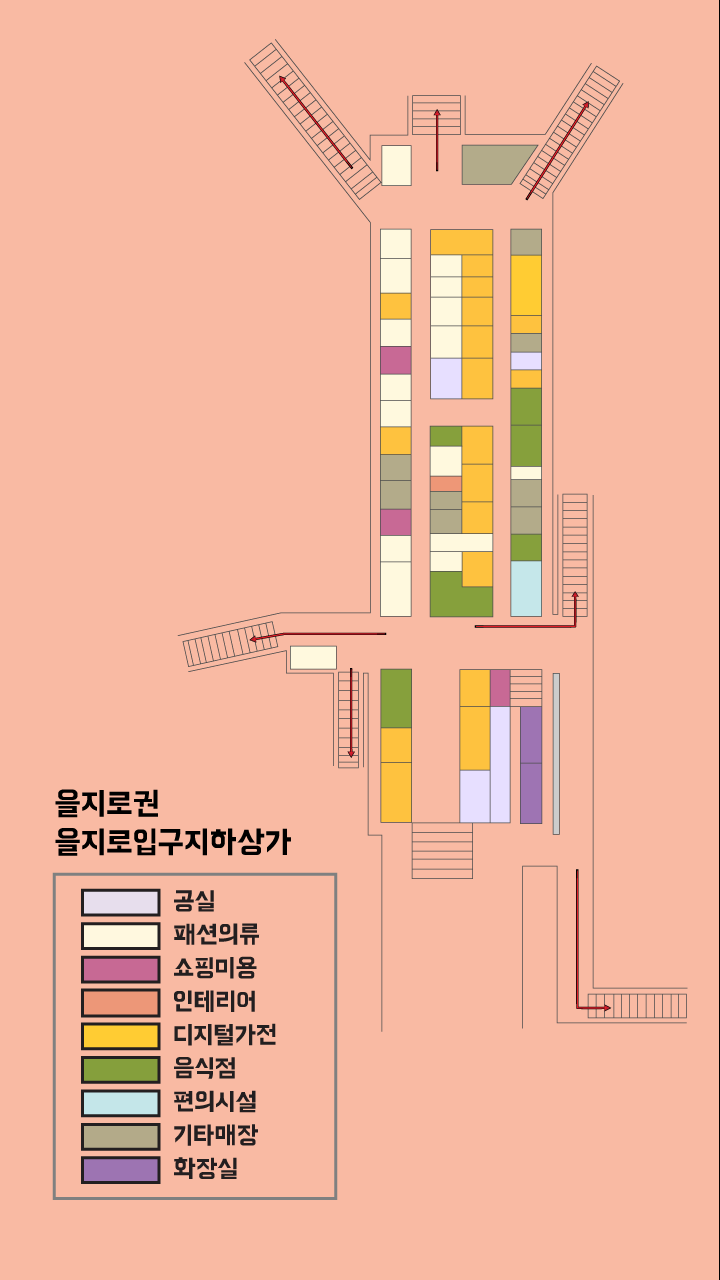 을지로권
을지로입구지하상가
공실
패션의류
쇼핑미용
인테리어
디지털가전
음식점
편의시설
기타매장
화장실